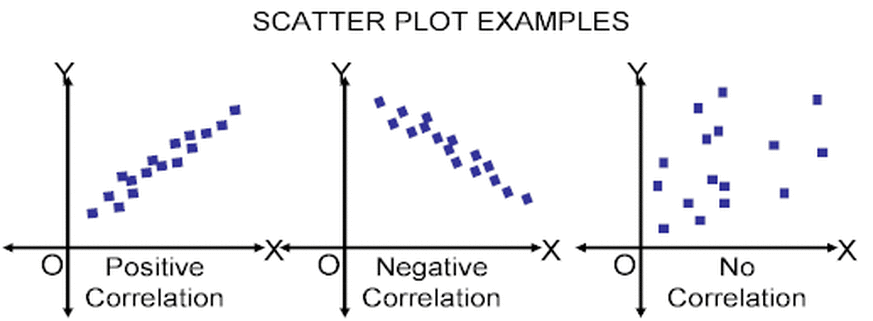 SCATTER PLOT EXAMPLES
Y
X
O
Positive
Correlation
Y
X
O
Negative
Correlation
Y
X
O
No
Correlation